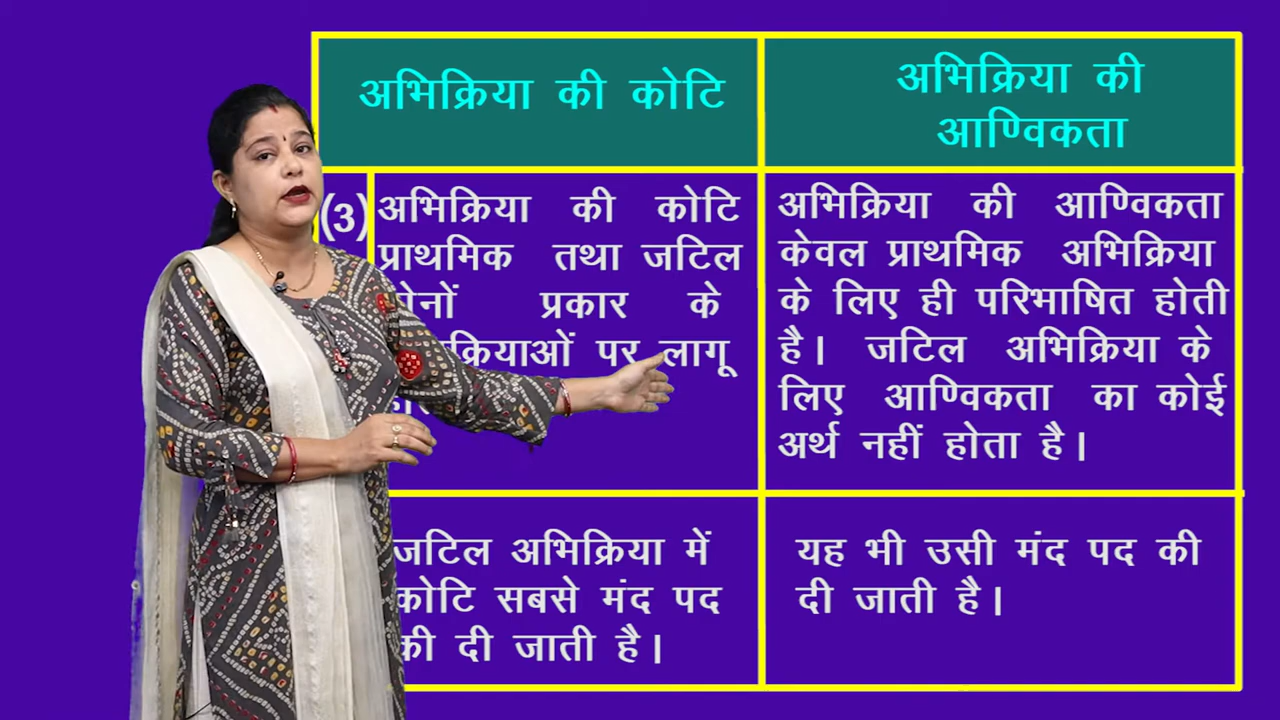 अभिक्रिया की कोटि
अभिक्रिया की
आण्विकता
(3)
अभिक्रिया की कोटि
प्राथमिक तथा जटिल
प्रकार के
पर लागू
अभिक्रिया की आण्विकता
केवल प्राथमिक अभिक्रिया
के लिए ही परिभाषित होती
है। जटिल अभिक्रिया के
लिए आण्विकता का कोई
अर्थ नहीं होता है।
जटिल अभिक्रिया में
कोटि सबसे मंद पद
की दी जाती है।
यह भी उसी मंद पद की
दी जाती है।